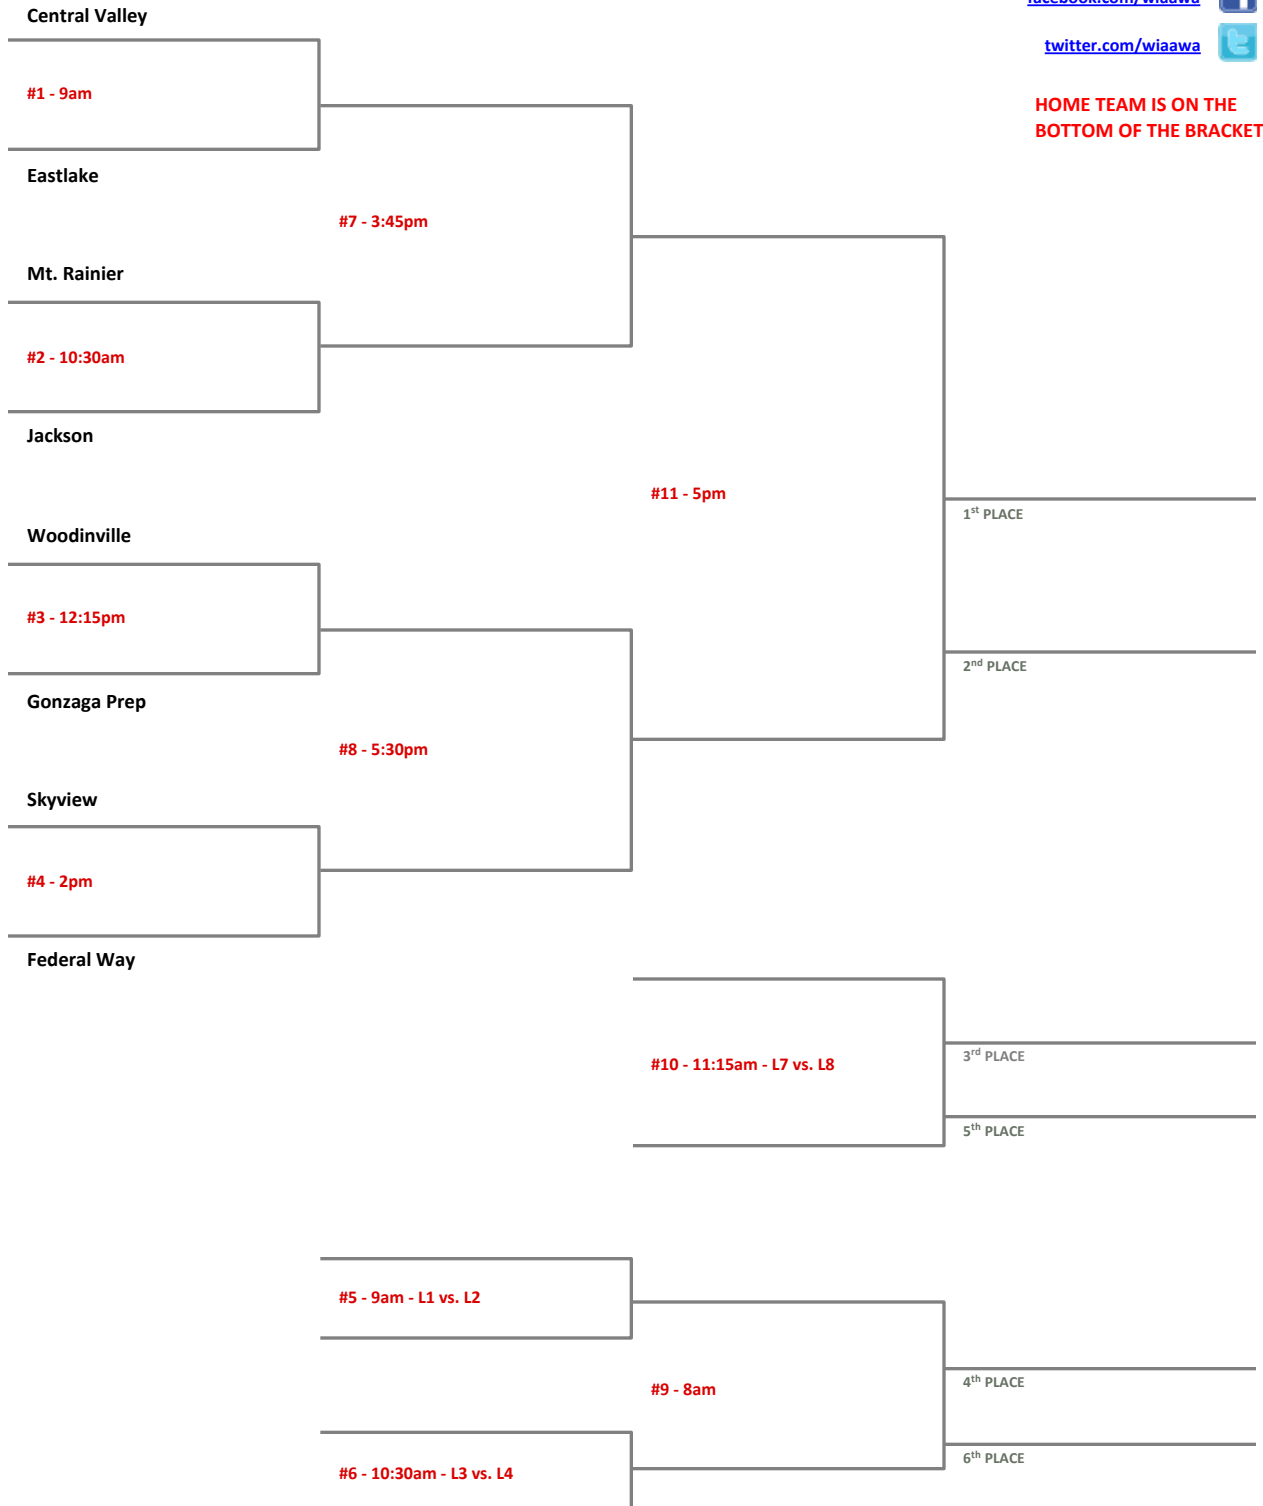 facebook.com/wiaawa
Central Valley
twitter.com/wiaawa
#1 - 9am
HOME TEAM IS ON THE
BOTTOM OF THE BRACKET
Eastlake
#7 - 3:45pm
Mt. Rainier
#2 - 10:30am
Jackson
#11 - 5pm
1st PLACE
Woodinville
#3 - 12:15pm
2nd PLACE
Gonzaga Prep
#8 - 5:30pm
Skyview
#4 - 2pm
Federal Way
#10 - 11:15am - L7 vs. L8
3rd PLACE
5th PLACE
#5 - 9am - L1 vs. L2
#9 - 8am
4th PLACE
6th PLACE
#6 - 10:30am - L3 vs. L4